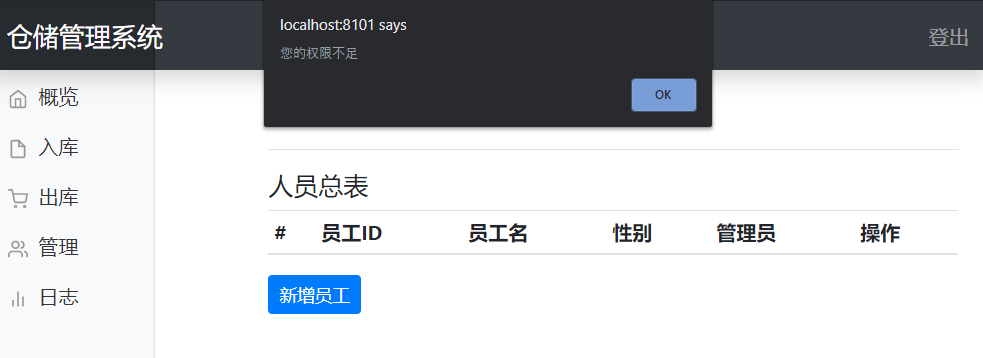 仓储管理系统
localhost:8101 says
您的权限不足
OK
登出
概览
入库
出库
管理
日志
人员总表
# 员工ID 员工名 性别 管理员 操作
新增员工